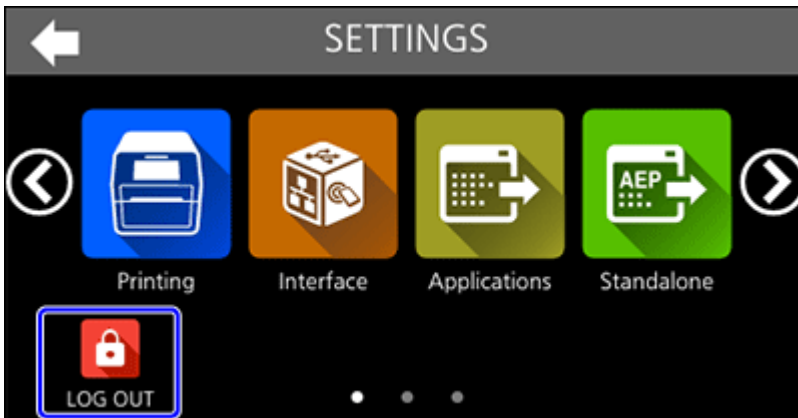 SETTINGS
AEP
Printing
Interface
Applications
Standalone
LOG OUT